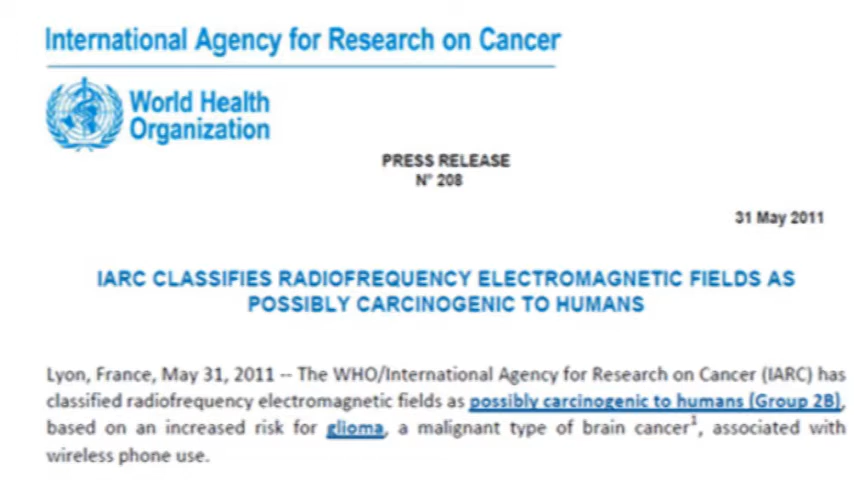 International Agency for Research on Cancer
World Health
Organization
PRESS RELEASE
N° 208
31 May 2011
IARC CLASSIFIES RADIOFREQUENCY ELECTROMAGNETIC FIELDS AS
POSSIBLY CARCINOGENIC TO HUMANS
Lyon, France, May 31, 2011 -- The WHO/International Agency for Research on Cancer (IARC) has
classified radiofrequency electromagnetic fields as possibly carcinogenic to humans (Group 2B),
based on an increased risk for glioma, a malignant type of brain cancer¹, associated with
wireless phone use.